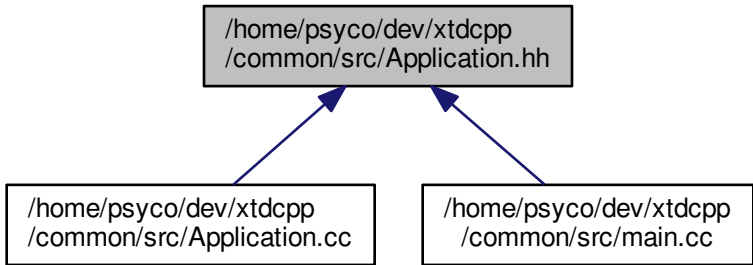 /home/psyco/dev/xtdcpp
/common/src/Application.hh
/home/psyco/dev/xtdcpp
/common/src/Application.cc
/home/psyco/dev/xtdcpp
/common/src/main.cc